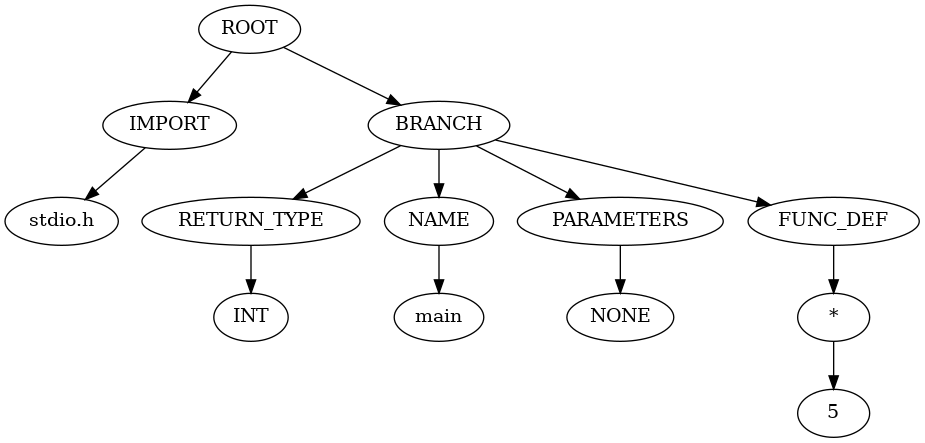 ROOT
IMPORT
BRANCH
stdio.h
RETURN_TYPE
NAME
PARAMETERS
FUNC_DEF
INT
main
NONE
*
5